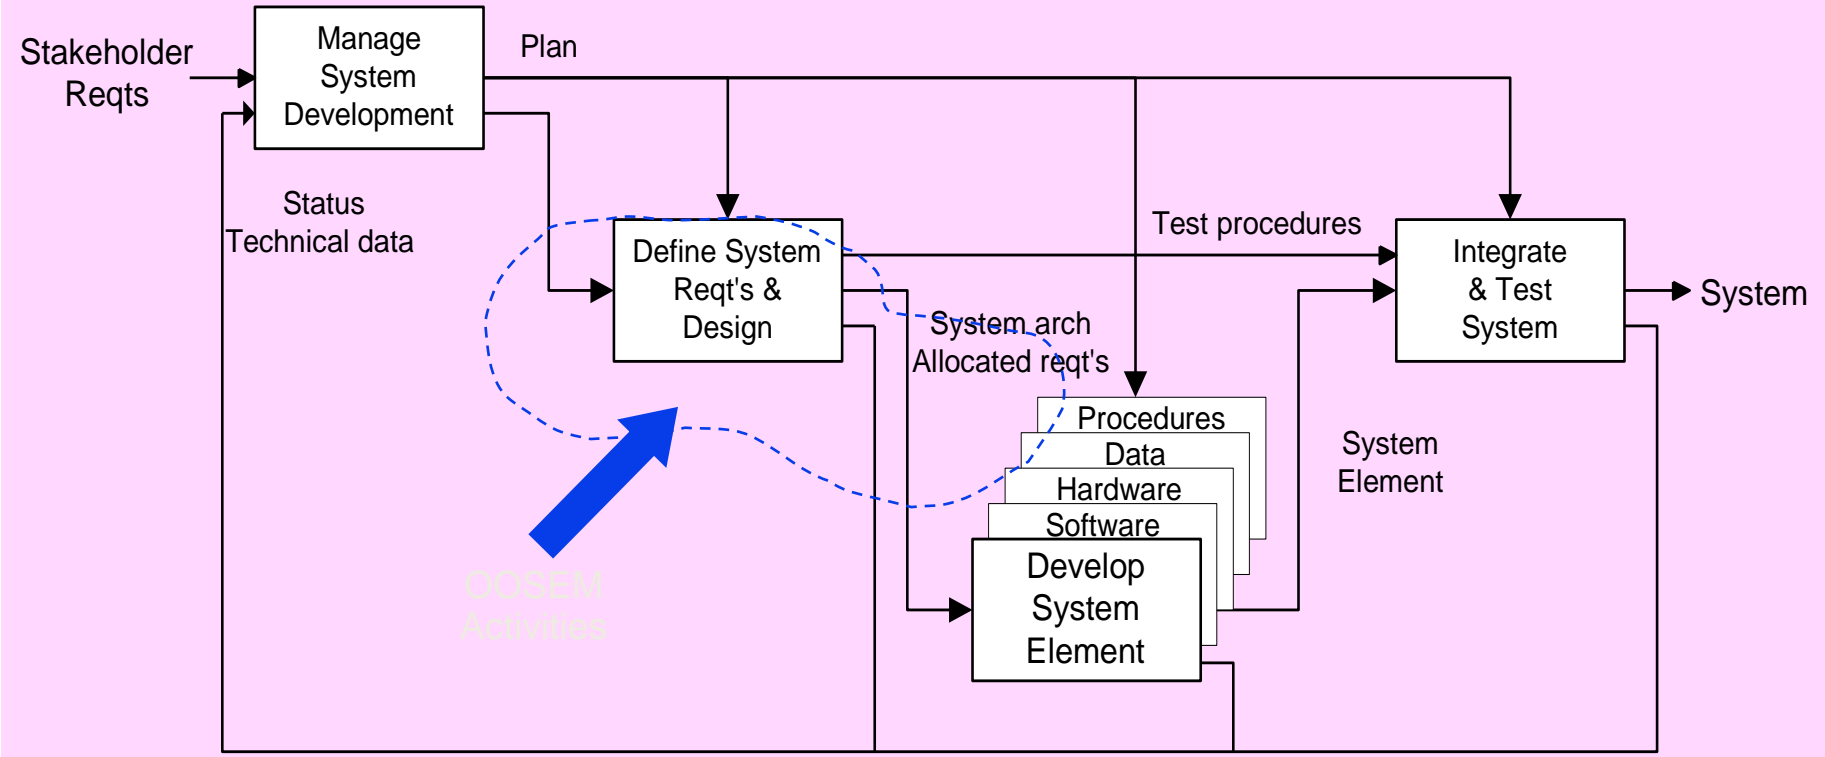 Stakeholder
Reqts
Manage
System
Development
Plan
Status
Technical data
Define System
Reqt's &
Design
Test procedures
Integrate
& Test
System
System
System arch
Allocated reqt's
Procedures
Data
Hardware
Software
Develop
System
Element
System
Element
OOSEM
Activities